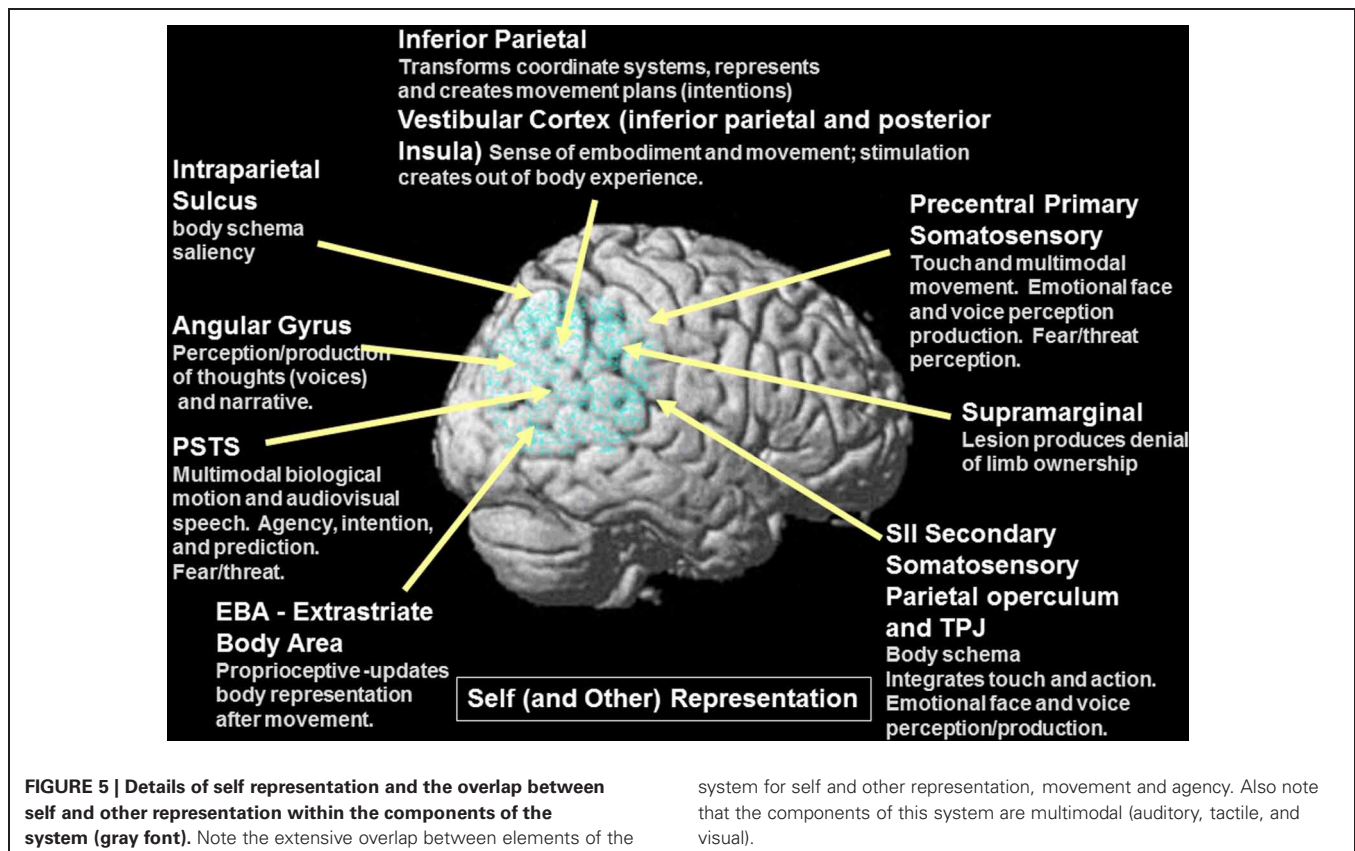 Inferior Parietal
Transforms coordinate systems, represents
and creates movement plans (intentions)
Vestibular Cortex (inferior parietal and posterior
Insula) Sense of embodiment and movement; stimulation
creates out of body experience.
Intraparietal
Sulcus
body schema
saliency
Angular Gyrus
Perception/production
of thoughts (voices)
and narrative.
PSTS
Multimodal biological
motion and audiovisual
speech. Agency, intention,
and prediction.
Fear/threat.
EBA - Extrastriate
Body Area
Proprioceptive-updates
body representation
after movement.
Precentral Primary
Somatosensory
Touch and multimodal
movement. Emotional face
and voice perception
production. Fear/threat
perception.
Supramarginal
Lesion produces denial
of limb ownership
SII Secondary
Somatosensory
Parietal operculum
and TPJ
Body schema
Integrates touch and action.
Emotional face and voice
perception/production.
Self (and Other) Representation
FIGURE 5 | Details of self representation and the overlap between
self and other representation within the components of the
system (gray font). Note the extensive overlap between elements of the
system for self and other representation, movement and agency. Also note
that the components of this system are multimodal (auditory, tactile, and
visual).